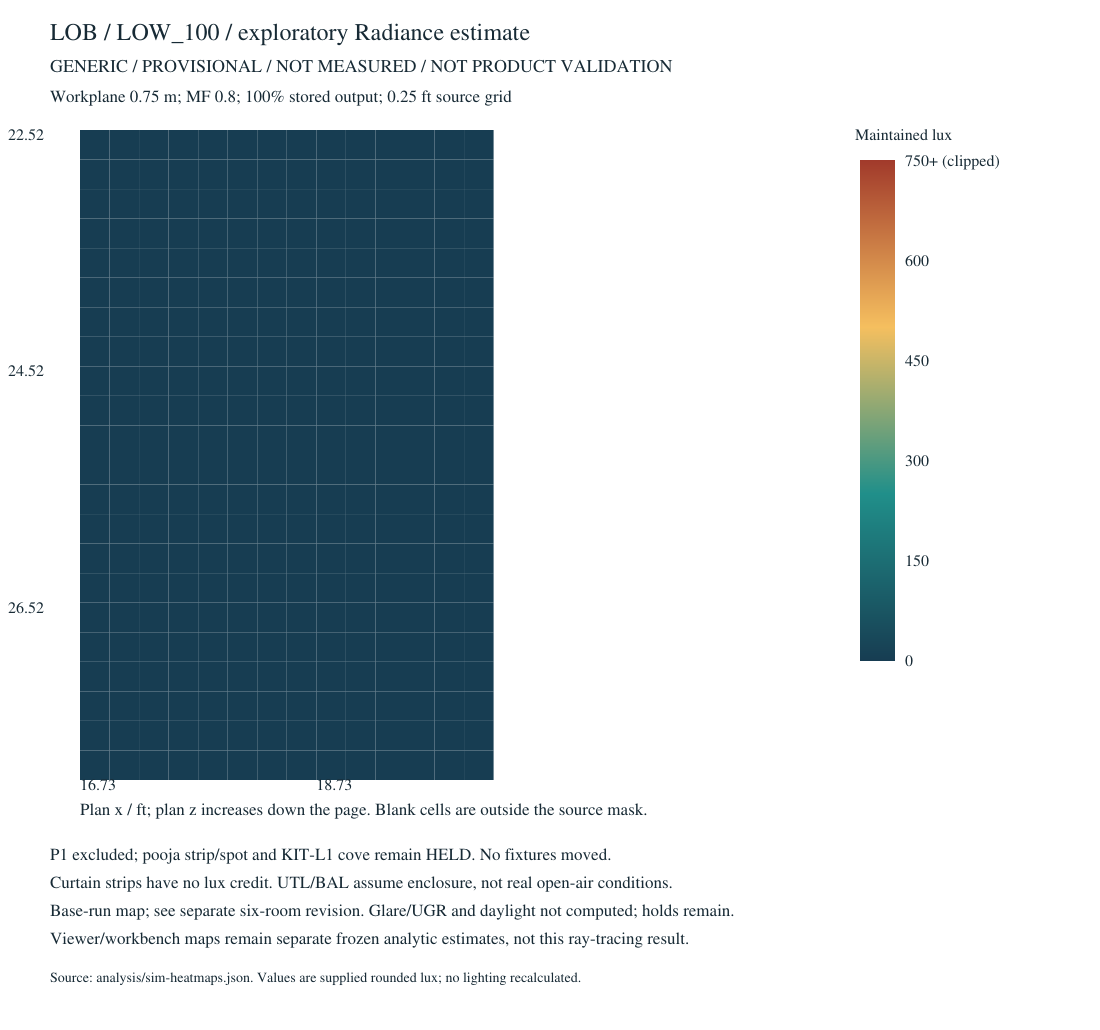 LOB / LOW_100 / exploratory Radiance estimate
GENERIC / PROVISIONAL / NOT MEASURED / NOT PRODUCT VALIDATION
Workplane 0.75 m; MF 0.8; 100% stored output; 0.25 ft source grid
22.52
24.52
26.52
16.73
18.73
Maintained lux
750+ (clipped)
600
450
300
150
0
Plan x / ft; plan z increases down the page. Blank cells are outside the source mask.
P1 excluded; pooja strip/spot and KIT-L1 cove remain HELD. No fixtures moved.
Curtain strips have no lux credit. UTL/BAL assume enclosure, not real open-air conditions.
Base-run map; see separate six-room revision. Glare/UGR and daylight not computed; holds remain.
Viewer/workbench maps remain separate frozen analytic estimates, not this ray-tracing result.
Source: analysis/sim-heatmaps.json. Values are supplied rounded lux; no lighting recalculated.